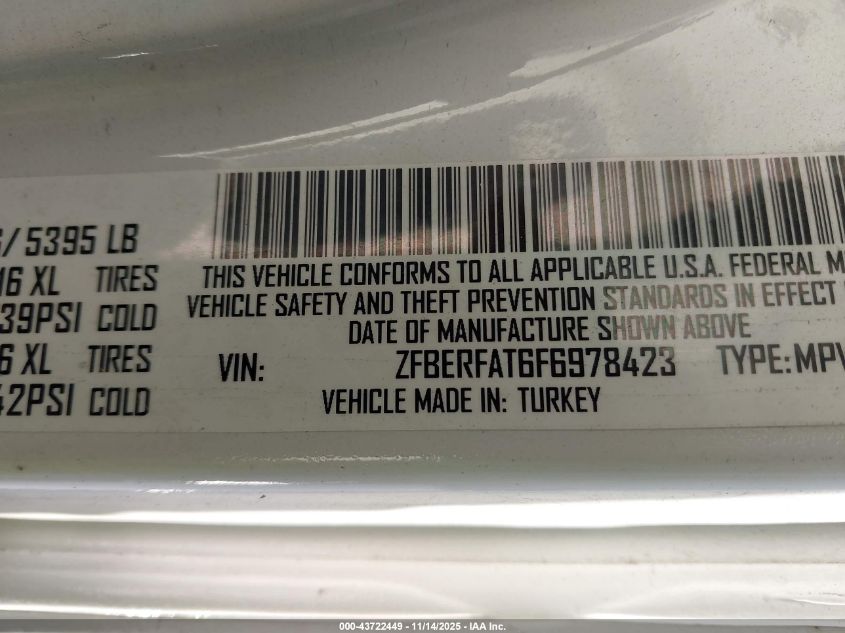 / 5395 LB
16 XL TIRES
39PSI COLD
6 XL TIRES
42PSI COLD
THIS VEHICLE CONFORMS TO ALL APPLICABLE U.S.A. FEDERAL M
VEHICLE SAFETY AND THEFT PREVENTION STANDARDS IN EFFECT
DATE OF MANUFACTURE SHOWN ABOVE
VIN: ZFBERFAT6F6978423 TYPE:MPV
VEHICLE MADE IN: TURKEY
000-43722449 - 11/14/2025 - IAA Inc.